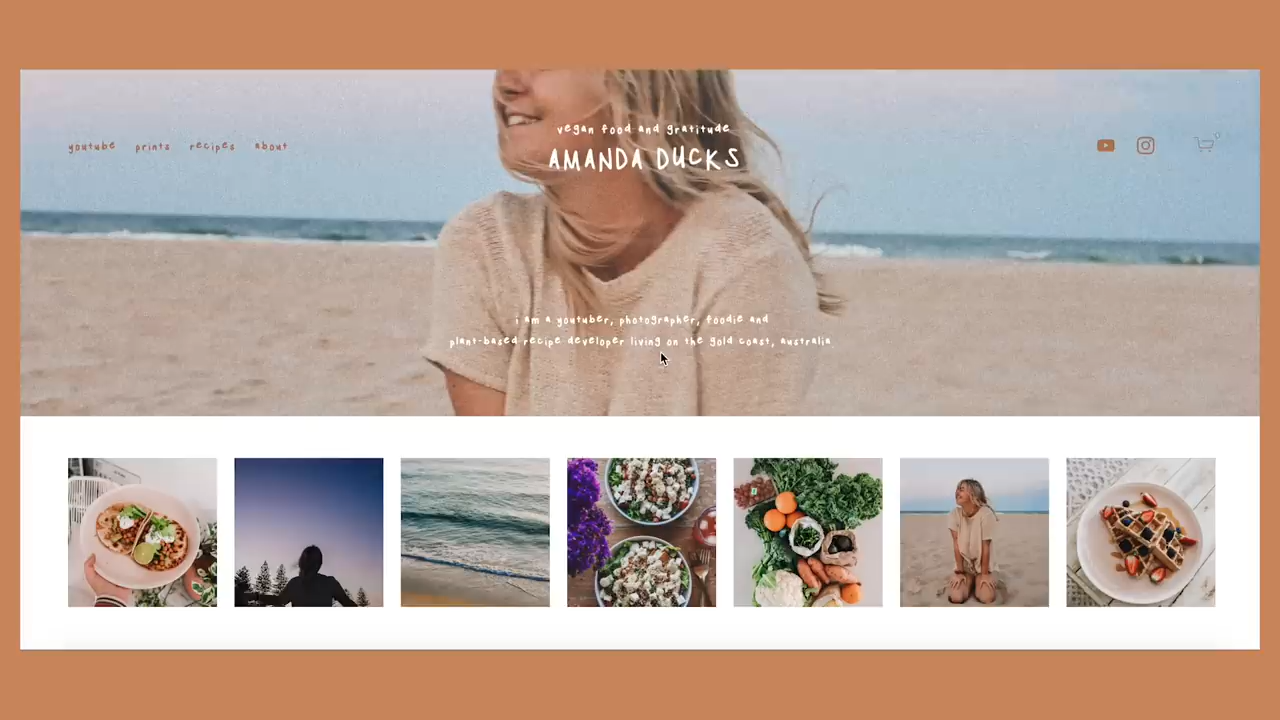 youtube prints recipes about
vegan food and gratitude
AMANDA DUCKS
i am a youtuber, photographer, foodie and
plant-based recipe developer living on the gold coast, australia